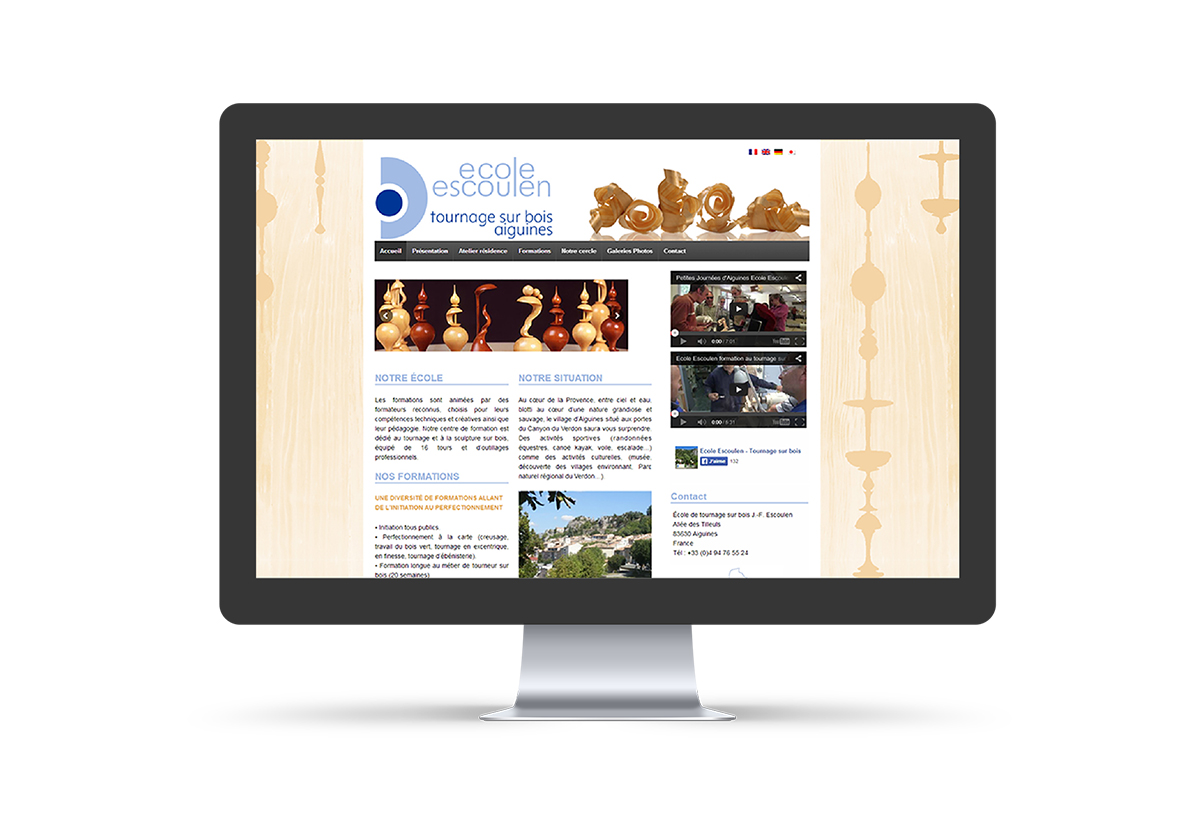 ecole
escoulen
tournage sur bois
aiguines
Accueil Présentation Atelier résidence Formations Notre cercle Galeries Photos Contact
Petites Journées d'Aiguines Ecole Escoule
0:00 / 7:01
YouTube
Ecole Escoulen formation au tournage sur
0:00 / 8:31
YouTube
NOTRE ÉCOLE
Les formations sont animées par des
formateurs reconnus, choisis pour leurs
compétences techniques et créatives ainsi que
leur pédagogie. Notre centre de formation est
dédié au tournage et à la sculpture sur bois,
équipé de 16 tours et d'outillages
professionnels.
NOS FORMATIONS
UNE DIVERSITÉ DE FORMATIONS ALLANT
DE L'INITIATION AU PERFECTIONNEMENT
• Initiation tous publics
• Perfectionnement à la carte (creusage,
travail du bois vert, tournage en excentrique,
en finesse, tournage d'ébénisterie)
• Formation longue au métier de tourneur sur
bois (20 semaines)
NOTRE SITUATION
Au cœur de la Provence, entre ciel et eau,
blotti au cœur d'une nature grandiose et
sauvage, le village d'Aiguines situé aux portes
du Canyon du Verdon saura vous surprendre.
Des activités sportives (randonnées
équestres, canoë kayak, voile, escalade...)
comme des activités culturelles, (musée,
découverte des villages environnant, Parc
naturel régional du Verdon...).
Ecole Escoulen - Tournage sur bois
J'aime 132
Contact
École de tournage sur bois J.-F. Escoulen
Allée des Tilleuls
83630 Aiguines
France
Tél : +33 (0)4 94 76 55 24